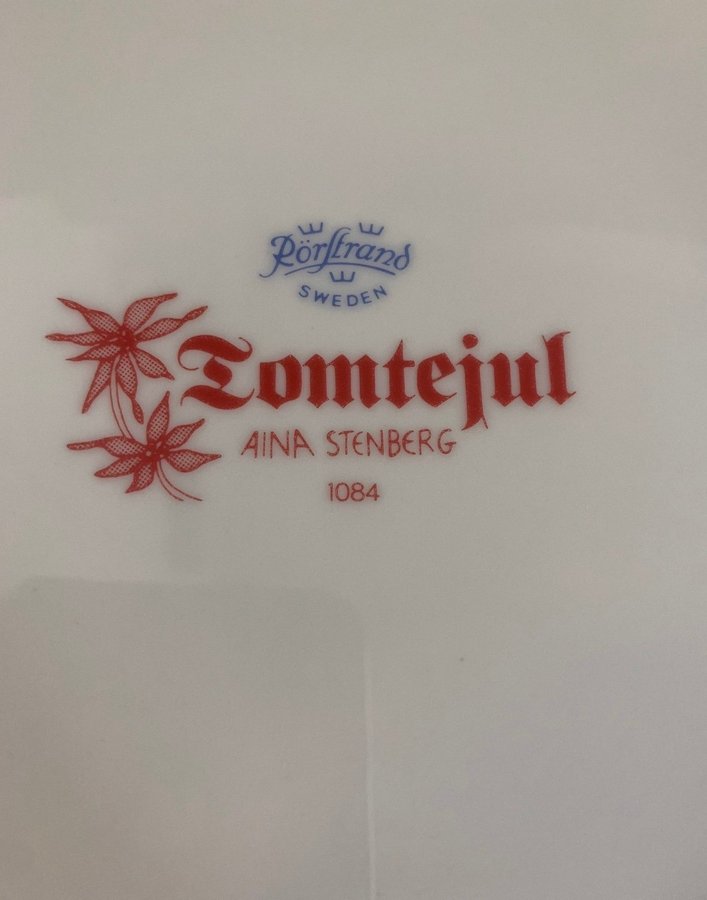 Rörstrand
SWEDEN
Tomtejul
AINA STENBERG
1084